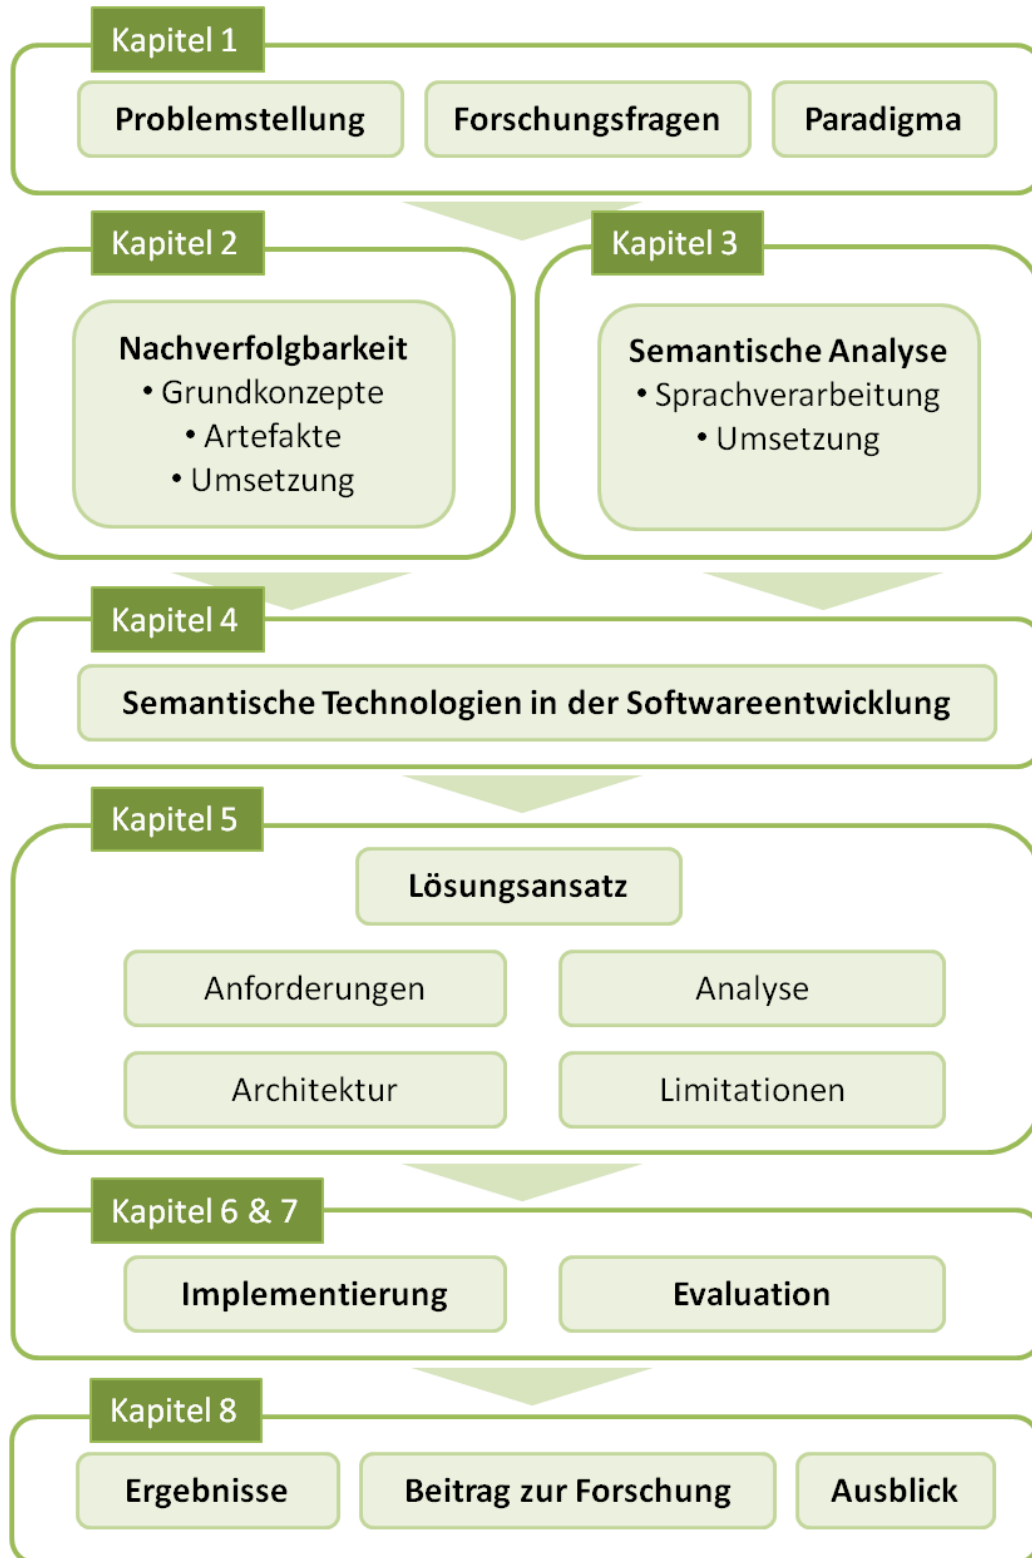 Kapitel 1
Problemstellung
Forschungsfragen
Paradigma
Kapitel 2
Nachverfolgbarkeit
• Grundkonzepte
• Artefakte
• Umsetzung
Kapitel 3
Semantische Analyse
• Sprachverarbeitung
• Umsetzung
Kapitel 4
Semantische Technologien in der Softwareentwicklung
Kapitel 5
Lösungsansatz
Anforderungen
Analyse
Architektur
Limitationen
Kapitel 6 & 7
Implementierung
Evaluation
Kapitel 8
Ergebnisse
Beitrag zur Forschung
Ausblick